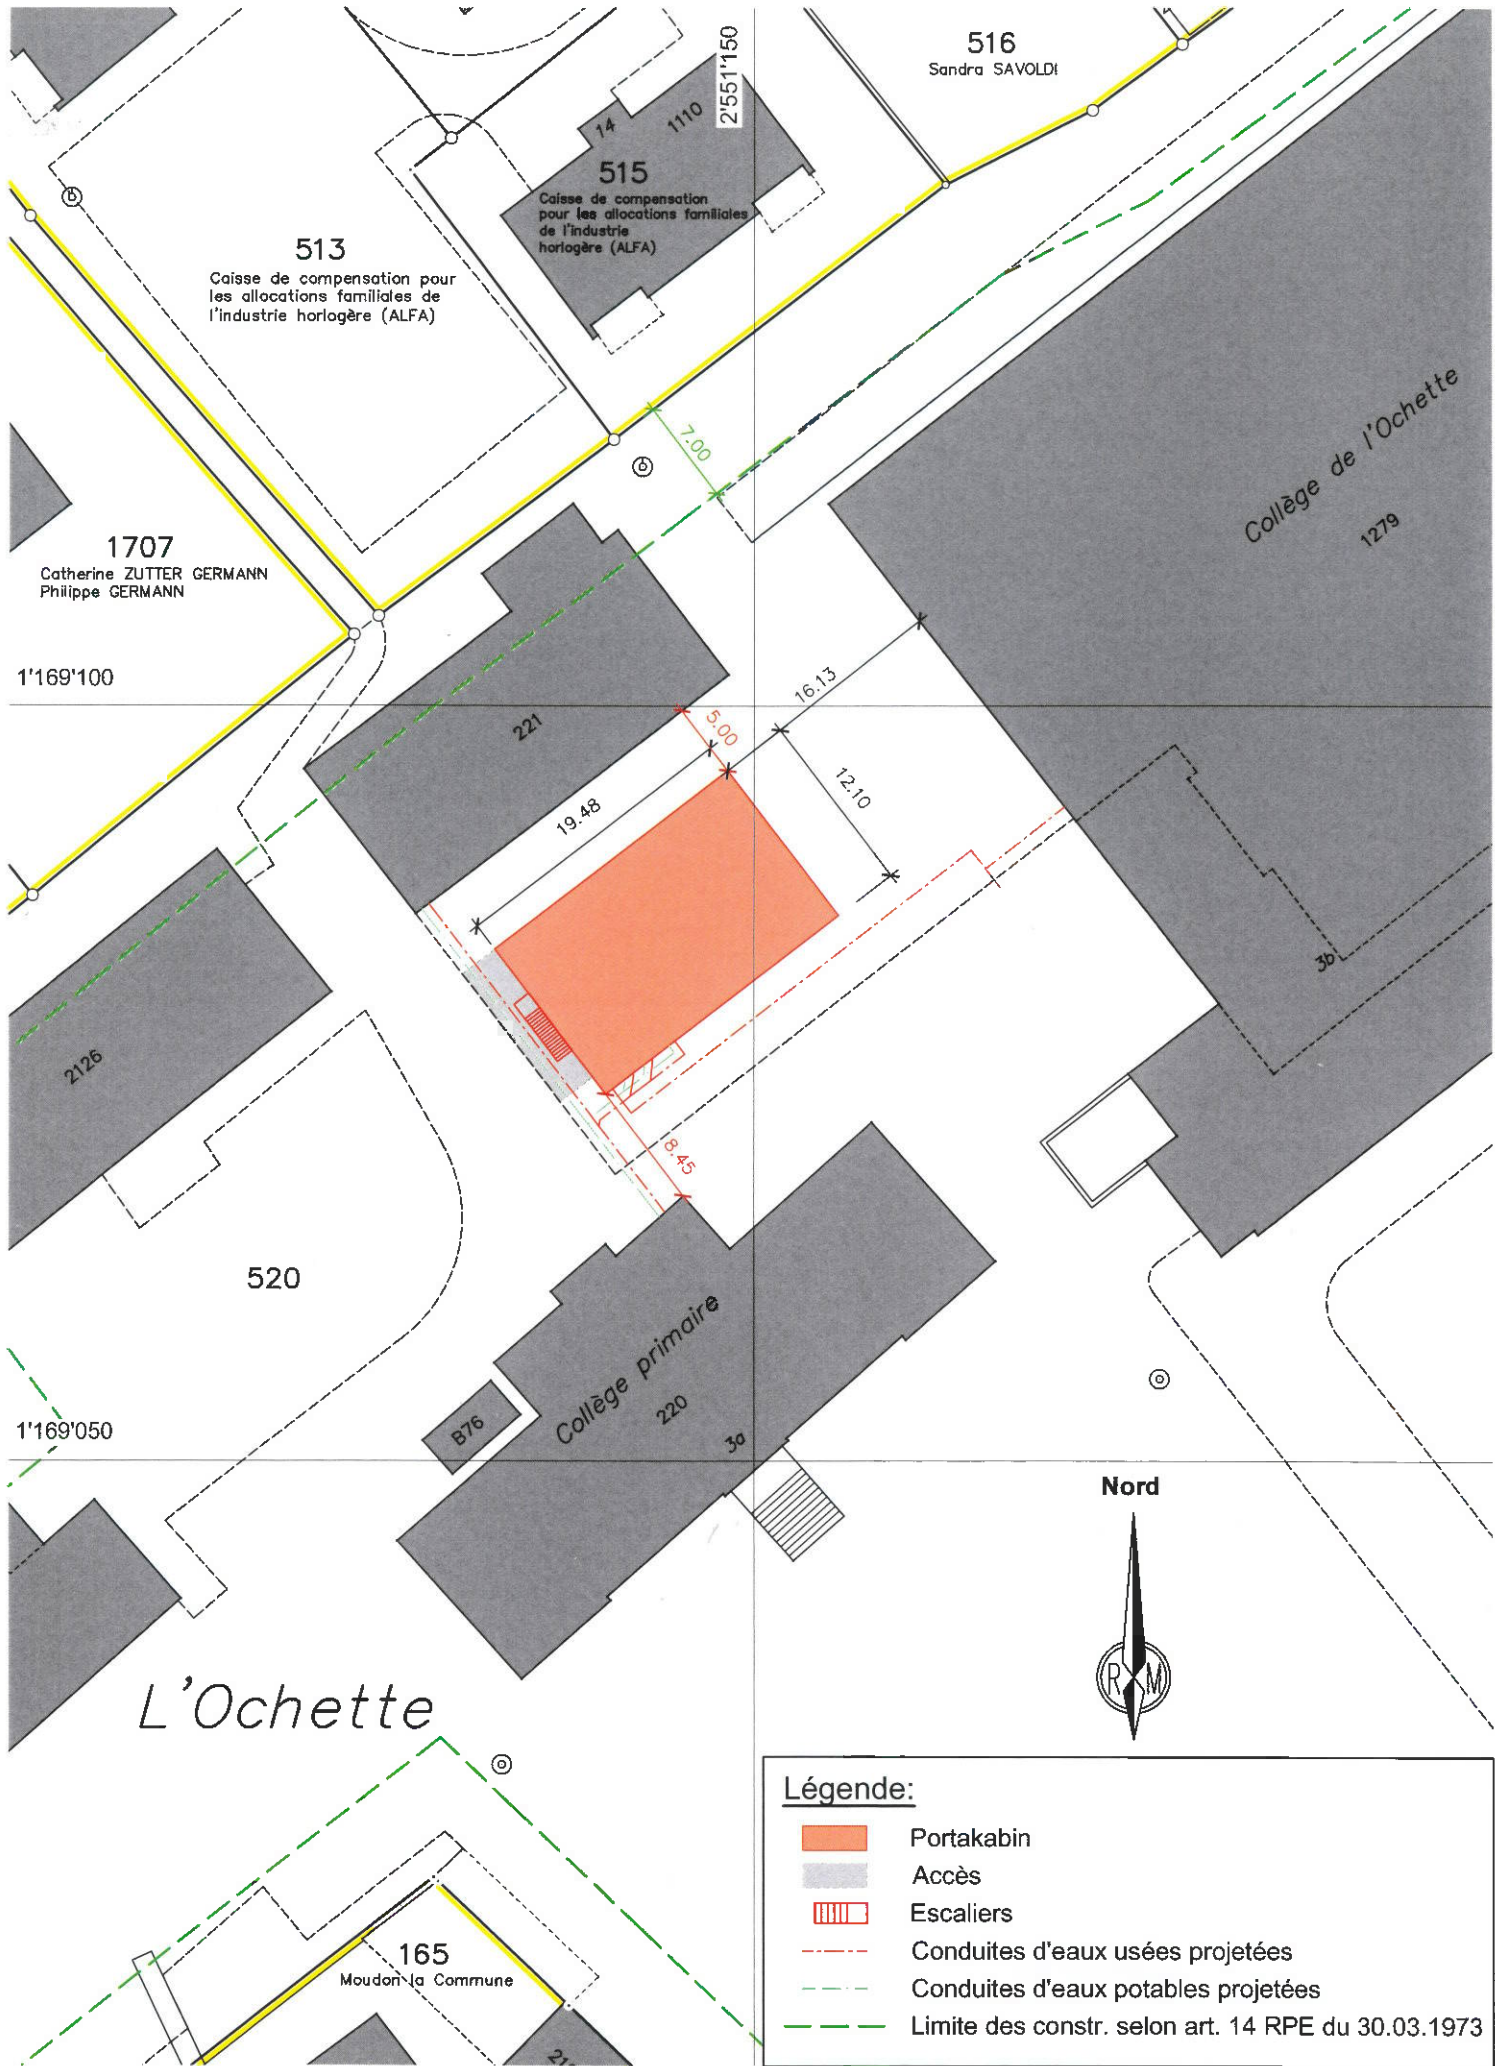 516
Sandra SAVOLDI
2'551'150
14
1110
515
Caisse de compensation
pour les allocations familiales
de l'industrie
horlogère (ALFA)
513
Caisse de compensation pour
les allocations familiales de
l'industrie horlogère (ALFA)
7.00
Collège de l'Ochette
1279
1707
Catherine ZUTTER GERMANN
Philippe GERMANN
1'169'100
221
5.00
16.13
19.48
12.10
3b
2126
8.45
520
Collège primaire
220
3a
B76
1'169'050
Nord
R M
L'Ochette
165
Moudon la Commune
Légende:
Portakabin
Accès
Escaliers
Conduites d'eaux usées projetées
Conduites d'eaux potables projetées
Limite des constr. selon art. 14 RPE du 30.03.1973